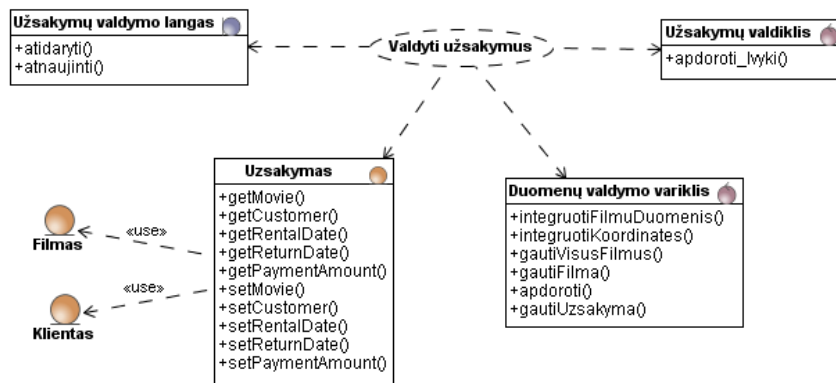 Užsakymų valdymo langas
+atidaryti()
+atnaujinti()
Valdyti užsakymus
Užsakymų valdiklis
+apdoroti_Ivyki()
Uzsakymas
+getMovie()
+getCustomer()
+getRentalDate()
+getReturnDate()
+getPaymentAmount()
+setMovie()
+setCustomer()
+setRentalDate()
+setReturnDate()
+setPaymentAmount()
«use»
Filmas
«use»
Klientas
Duomenų valdymo variklis
+integruotiFilmuDuomenis()
+integruotiKoordinates()
+gautiVisusFilmus()
+gautiFilma()
+apdoroti()
+gautiUzsakyma()